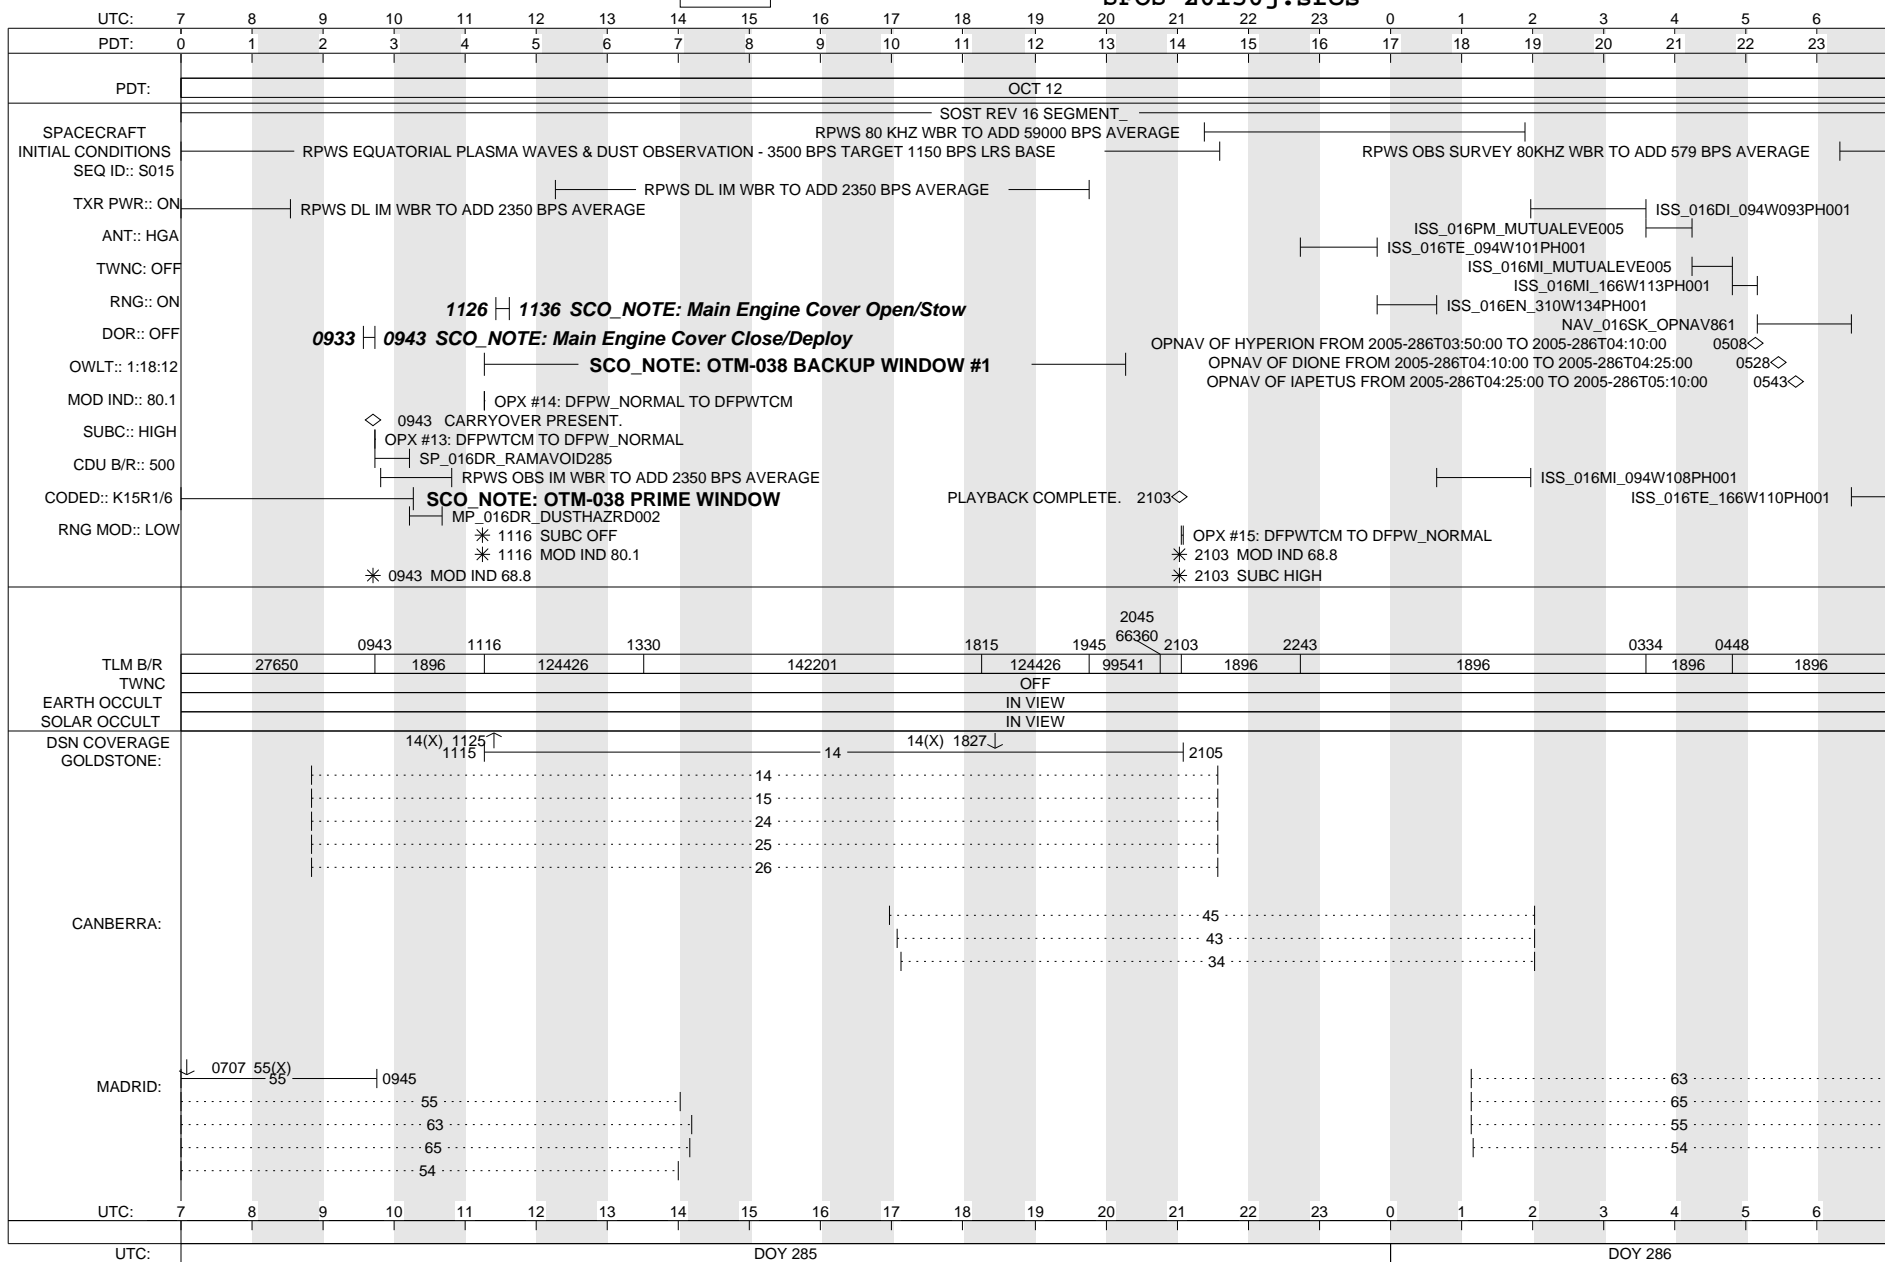 UTC: 7 8 9 10 11 12 13 14 15 16 17 18 19 20 21 22 23 0 1 2 3 4 5 6
PDT: 0 1 2 3 4 5 6 7 8 9 10 11 12 13 14 15 16 17 18 19 20 21 22 23
PDT: OCT 12
SOST REV 16 SEGMENT_
SPACECRAFT RPWS 80 KHZ WBR TO ADD 59000 BPS AVERAGE
INITIAL CONDITIONS RPWS EQUATORIAL PLASMA WAVES & DUST OBSERVATION - 3500 BPS TARGET 1150 BPS LRS BASE RPWS OBS SURVEY 80KHZ WBR TO ADD 579 BPS AVERAGE
SEQ ID:: S015
RPWS DL IM WBR TO ADD 2350 BPS AVERAGE
TXR PWR:: ON RPWS DL IM WBR TO ADD 2350 BPS AVERAGE ISS_016DI_094W093PH001
ANT:: HGA ISS_016PM_MUTUALEVE005
ISS_016TE_094W101PH001
TWNC: OFF ISS_016MI_MUTUALEVE005
ISS_016MI_166W113PH001
RNG:: ON 1126 1136 SCO_NOTE: Main Engine Cover Open/Stow ISS_016EN_310W134PH001
NAV_016SK_OPNAV861
DOR:: OFF 0933 0943 SCO_NOTE: Main Engine Cover Close/Deploy OPNAV OF HYPERION FROM 2005-286T03:50:00 TO 2005-286T04:10:00 0508
OWLT:: 1:18:12 SCO_NOTE: OTM-038 BACKUP WINDOW #1 OPNAV OF DIONE FROM 2005-286T04:10:00 TO 2005-286T04:25:00 0528
OPNAV OF IAPETUS FROM 2005-286T04:25:00 TO 2005-286T05:10:00 0543
MOD IND:: 80.1 OPX #14: DFPW_NORMAL TO DFPWTCM
0943 CARRYOVER PRESENT.
SUBC:: HIGH OPX #13: DFPWTCM TO DFPW_NORMAL
SP_016DR_RAMAVOID285
CDU B/R:: 500 RPWS OBS IM WBR TO ADD 2350 BPS AVERAGE ISS_016MI_094W108PH001
CODED:: K15R1/6 SCO_NOTE: OTM-038 PRIME WINDOW PLAYBACK COMPLETE. 2103 ISS_016TE_166W110PH001
MP_016DR_DUSTHAZRD002
RNG MOD:: LOW 1116 SUBC OFF OPX #15: DFPWTCM TO DFPW_NORMAL
1116 MOD IND 80.1 2103 MOD IND 68.8
0943 MOD IND 68.8 2103 SUBC HIGH
2045
66360
0943 1116 1330 1815 1945 2103 2243 0334 0448
TLM B/R 27650 1896 124426 142201 124426 99541 1896 1896 1896 1896
TWNC OFF
EARTH OCCULT IN VIEW
SOLAR OCCULT IN VIEW
DSN COVERAGE 14(X) 1125 14(X) 1827
GOLDSTONE: 1115 14 2105
14
15
24
25
26
CANBERRA: 45
43
34
0707 55(X)
MADRID: 55 0945 63
55 65
63 55
65 54
54
UTC: 7 8 9 10 11 12 13 14 15 16 17 18 19 20 21 22 23 0 1 2 3 4 5 6
UTC: DOY 285 DOY 286